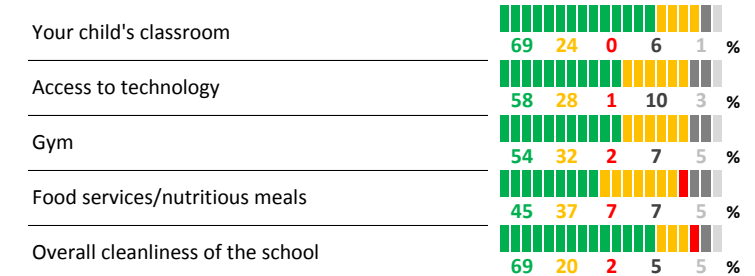 Your child's classroom
69 24 0 6 1 %
Access to technology
58 28 1 10 3 %
Gym
54 32 2 7 5 %
Food services/nutritious meals
45 37 7 7 5 %
Overall cleanliness of the school
69 20 2 5 5 %